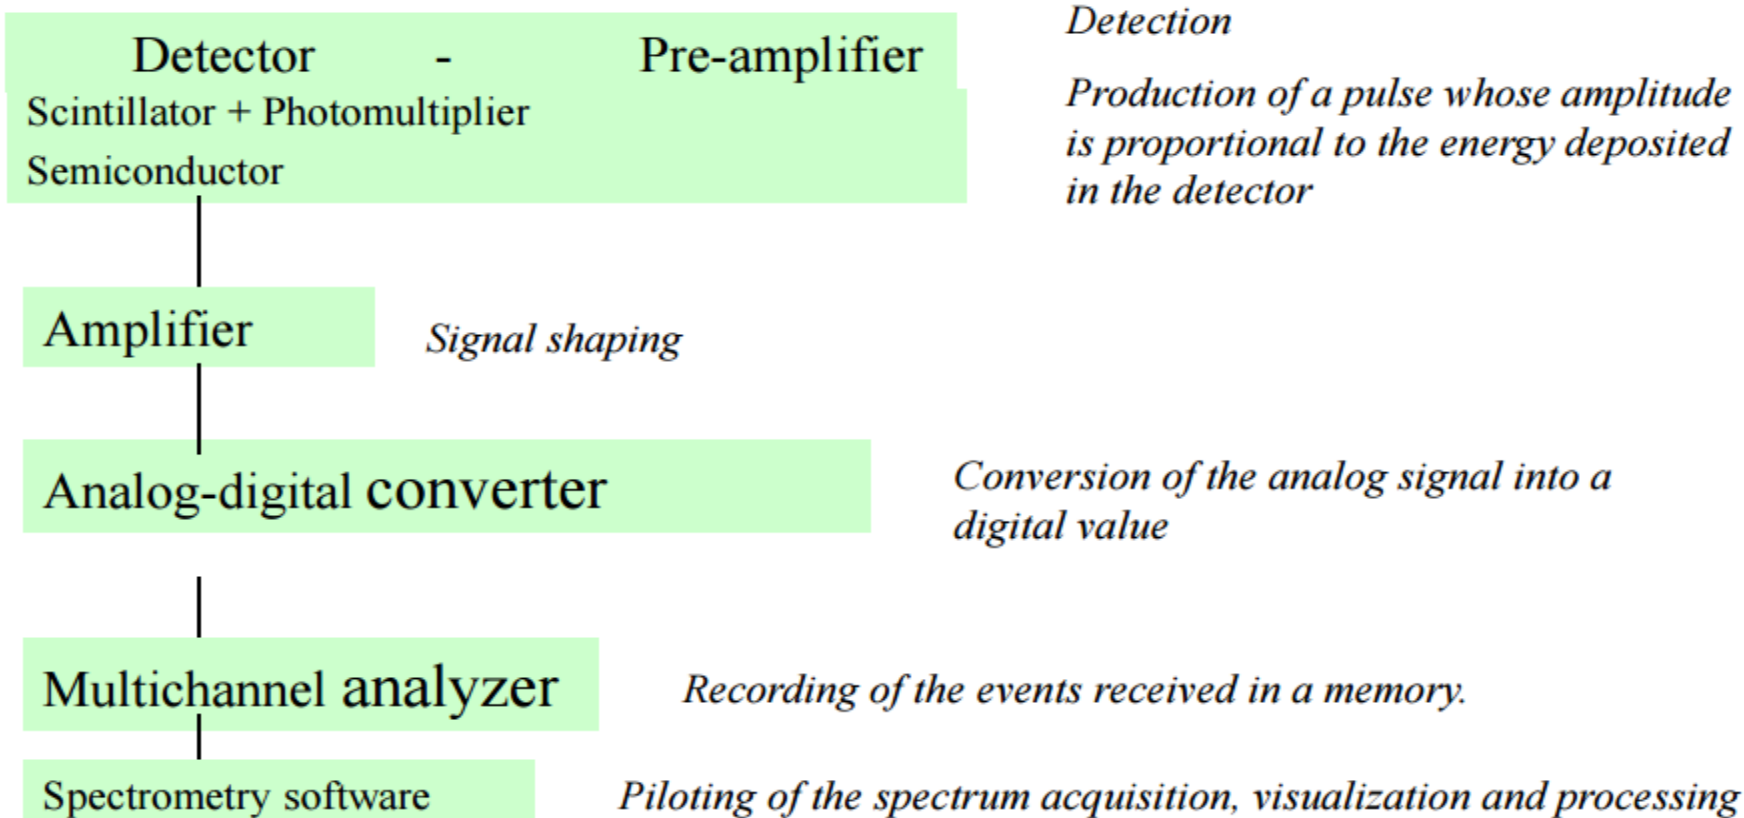 Detector - Pre-amplifier
Scintillator + Photomultiplier
Semiconductor
Detection
Production of a pulse whose amplitude
is proportional to the energy deposited
in the detector
Amplifier
Signal shaping
Analog-digital converter
Conversion of the analog signal into a
digital value
Multichannel analyzer
Recording of the events received in a memory.
Spectrometry software
Piloting of the spectrum acquisition, visualization and processing